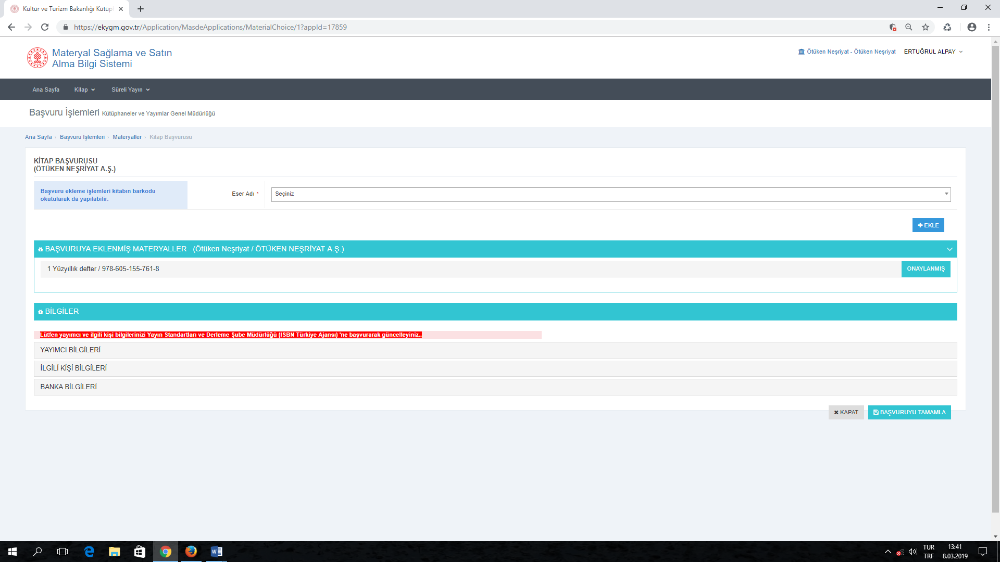 Kültür ve Turizm Bakanlığı Kütüp
https://ekygm.gov.tr/Application/MasdeApplications/MaterialChoice/1?appId=17859
Materyal Sağlama ve Satın
Alma Bilgi Sistemi
Ötüken Neşriyat - Ötüken Neşriyat
ERTUĞRUL ALPAY
Ana Sayfa
Kitap
Süreli Yayın
Başvuru İşlemleri Kütüphaneler ve Yayımlar Genel Müdürlüğü
Ana Sayfa › Başvuru İşlemleri › Materyaller › Kitap Başvurusu
KİTAP BAŞVURUSU
(ÖTÜKEN NEŞRİYAT A.Ş.)
Başvuru ekleme işlemleri kitabın barkodu
okutularak da yapılabilir.
Eser Adı *
Seçiniz
EKLE
BAŞVURUYA EKLENMİŞ MATERYALLER (Ötüken Neşriyat / ÖTÜKEN NEŞRİYAT A.Ş.)
1 Yüzyıllık defter / 978-605-155-761-8
ONAYLANMIŞ
BİLGİLER
Lütfen yayımcı ve ilgili kişi bilgilerinizi Yayın Standartları ve Derleme Şube Müdürlüğü (ISBN Türkiye Ajansı) 'ne başvurarak güncelleyiniz..
YAYIMCI BİLGİLERİ
İLGİLİ KİŞİ BİLGİLERİ
BANKA BİLGİLERİ
KAPAT
BAŞVURUYU TAMAMLA
TUR
TRF
13:41
8.03.2019